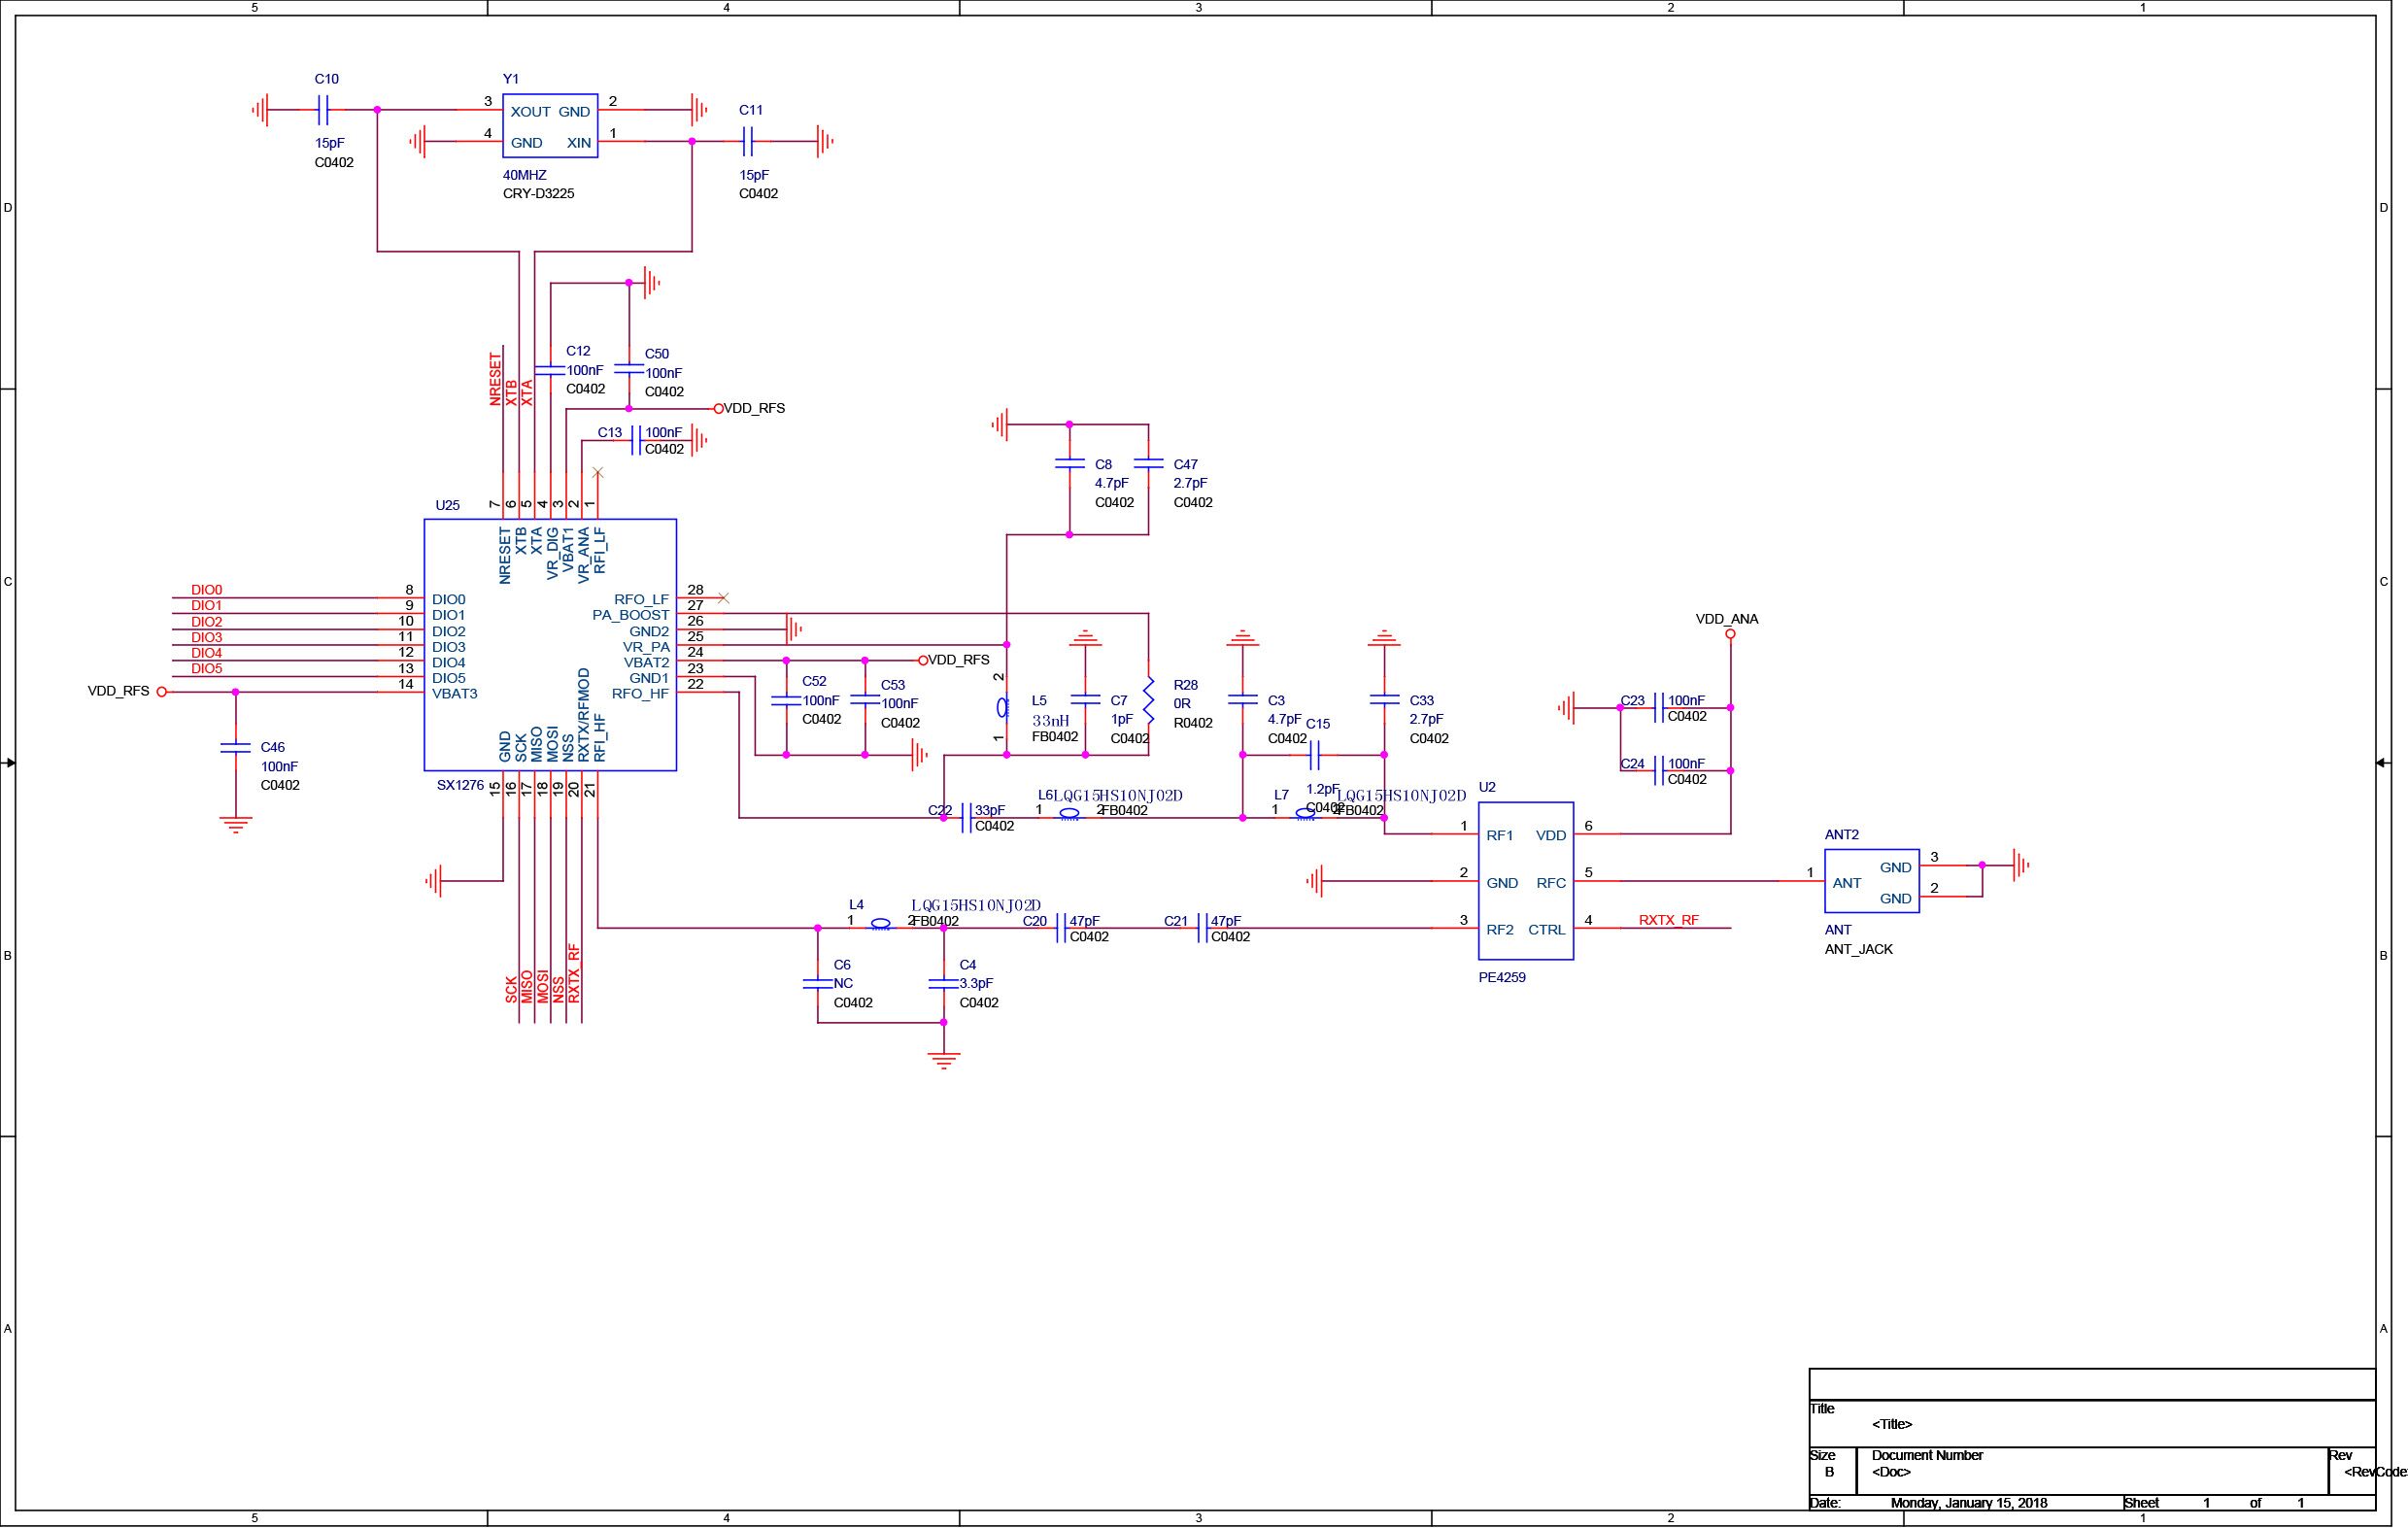 5 4 3 2 1
D D
C C
B B
A A
C10
15pF
C0402
Y1
3 XOUT GND 2
4 GND XIN 1
40MHZ
CRY-D3225
C11
15pF
C0402
C12
100nF
C0402
C50
100nF
C0402
VDD_RFS
C13 100nF
C0402
NRESET
XTB
XTA
U25
7 6 5 4 3 2 1
NRESET
XTB
XTA
VR_DIG
VBAT1
VR_ANA
RFI_LF
DIO0 8 DIO0
DIO1 9 DIO1
DIO2 10 DIO2
DIO3 11 DIO3
DIO4 12 DIO4
DIO5 13 DIO5
VDD_RFS 14 VBAT3
RFO_LF 28
PA_BOOST 27
GND2 26
VR_PA 25
VBAT2 24
GND1 23
RFO_HF 22
GND
SCK
MISO
MOSI
NSS
RXTX/RFMOD
RFI_HF
SX1276
15 16 17 18 19 20 21
SCK
MISO
MOSI
NSS
RXTX_RF
C46
100nF
C0402
C8
4.7pF
C0402
C47
2.7pF
C0402
VDD_RFS
C52
100nF
C0402
C53
100nF
C0402
2
1
L5
33nH
FB0402
C7
1pF
C0402
R28
0R
R0402
C3
4.7pF
C0402
C15
1.2pF
C0402
C33
2.7pF
C0402
C22 33pF
C0402
L6 LQG15HS10NJ02D
1 2 FB0402
L7 LQG15HS10NJ02D
1 2 FB0402
L4 LQG15HS10NJ02D
1 2 FB0402
C20 47pF
C0402
C21 47pF
C0402
C6
NC
C0402
C4
3.3pF
C0402
VDD_ANA
C23 100nF
C0402
C24 100nF
C0402
U2
1 RF1 VDD 6
2 GND RFC 5
3 RF2 CTRL 4
RXTX_RF
PE4259
ANT2
1 ANT GND 3
GND 2
ANT
ANT_JACK
Title
<Title>
Size Document Number Rev
B <Doc> <RevCode
Date: Monday, January 15, 2018 Sheet 1 of 1
5 4 3 2 1